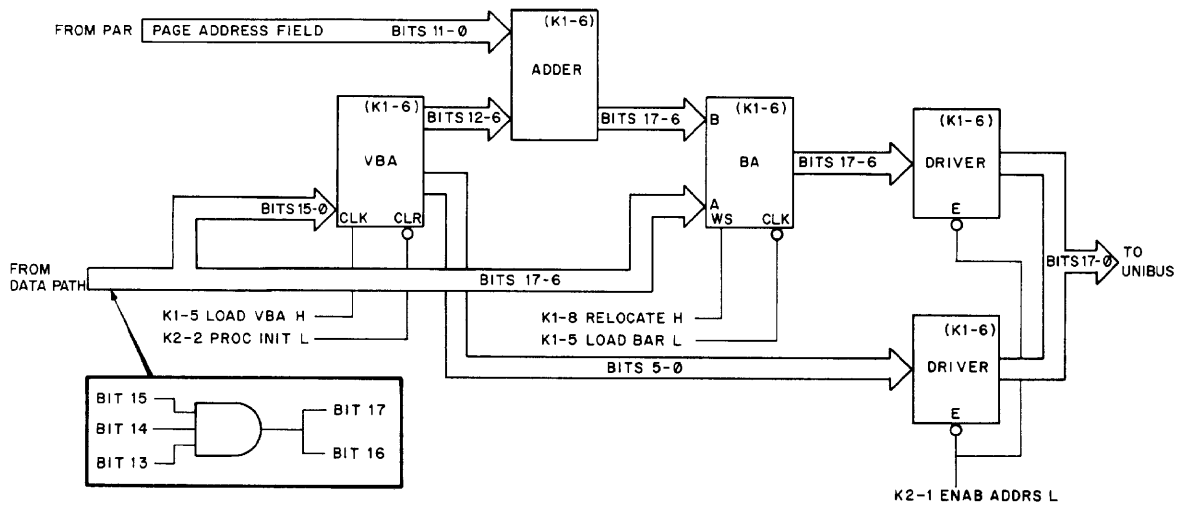 FROM PAR
PAGE ADDRESS FIELD
BITS 11-Ø
(K1-6)
ADDER
(K1-6)
VBA
CLK
CLR
BITS 12-6
BITS 17-6
(K1-6)
B
BA
A
WS
CLK
BITS 17-6
(K1-6)
DRIVER
E
BITS 15-Ø
FROM
DATA PATH
BITS 17-6
BITS 17-Ø
TO
UNIBUS
K1-5 LOAD VBA H
K2-2 PROC INIT L
K1-8 RELOCATE H
K1-5 LOAD BAR L
BITS 5-Ø
(K1-6)
DRIVER
E
BIT 15
BIT 14
BIT 13
BIT 17
BIT 16
K2-1 ENAB ADDRS L